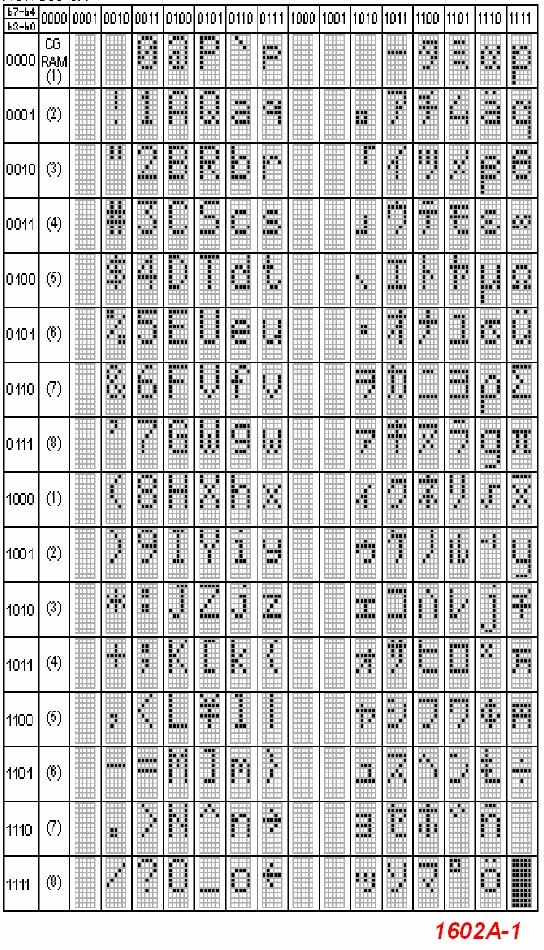 b7-b4
b3-b0 0000 0001 0010 0011 0100 0101 0110 0111 1000 1001 1010 1011 1100 1101 1110 1111
0000 CG RAM (1) 0 @ P ` p ー タ ミ α p
0001 (2) ! 1 A Q a q 。 ア チ ム ä q
0010 (3) " 2 B R b r 「 イ ツ メ β θ
0011 (4) # 3 C S c s 」 ウ テ モ ε ∞
0100 (5) $ 4 D T d t 、 エ ト ヤ μ Ω
0101 (6) % 5 E U e u ・ オ ナ ユ σ ü
0110 (7) & 6 F V f v ヲ カ ニ ヨ ρ Σ
0111 (8) ' 7 G W g w ァ キ ヌ ラ g π
1000 (1) ( 8 H X h x ィ ク ネ リ √ x̄
1001 (2) ) 9 I Y i y ゥ ケ ノ ル ⁻¹ y
1010 (3) * : J Z j z ェ コ ハ レ j 千
1011 (4) + ; K [ k { ォ サ ヒ ロ ˣ 万
1100 (5) , < L ¥ l | ャ シ フ ワ ¢ 円
1101 (6) - = M ] m } ュ ス ヘ ン Ł ÷
1110 (7) . > N ^ n → ョ セ ホ ゛ ñ
1111 (8) / ? O _ o ← ッ ソ マ ゜ ö █
1602A-1